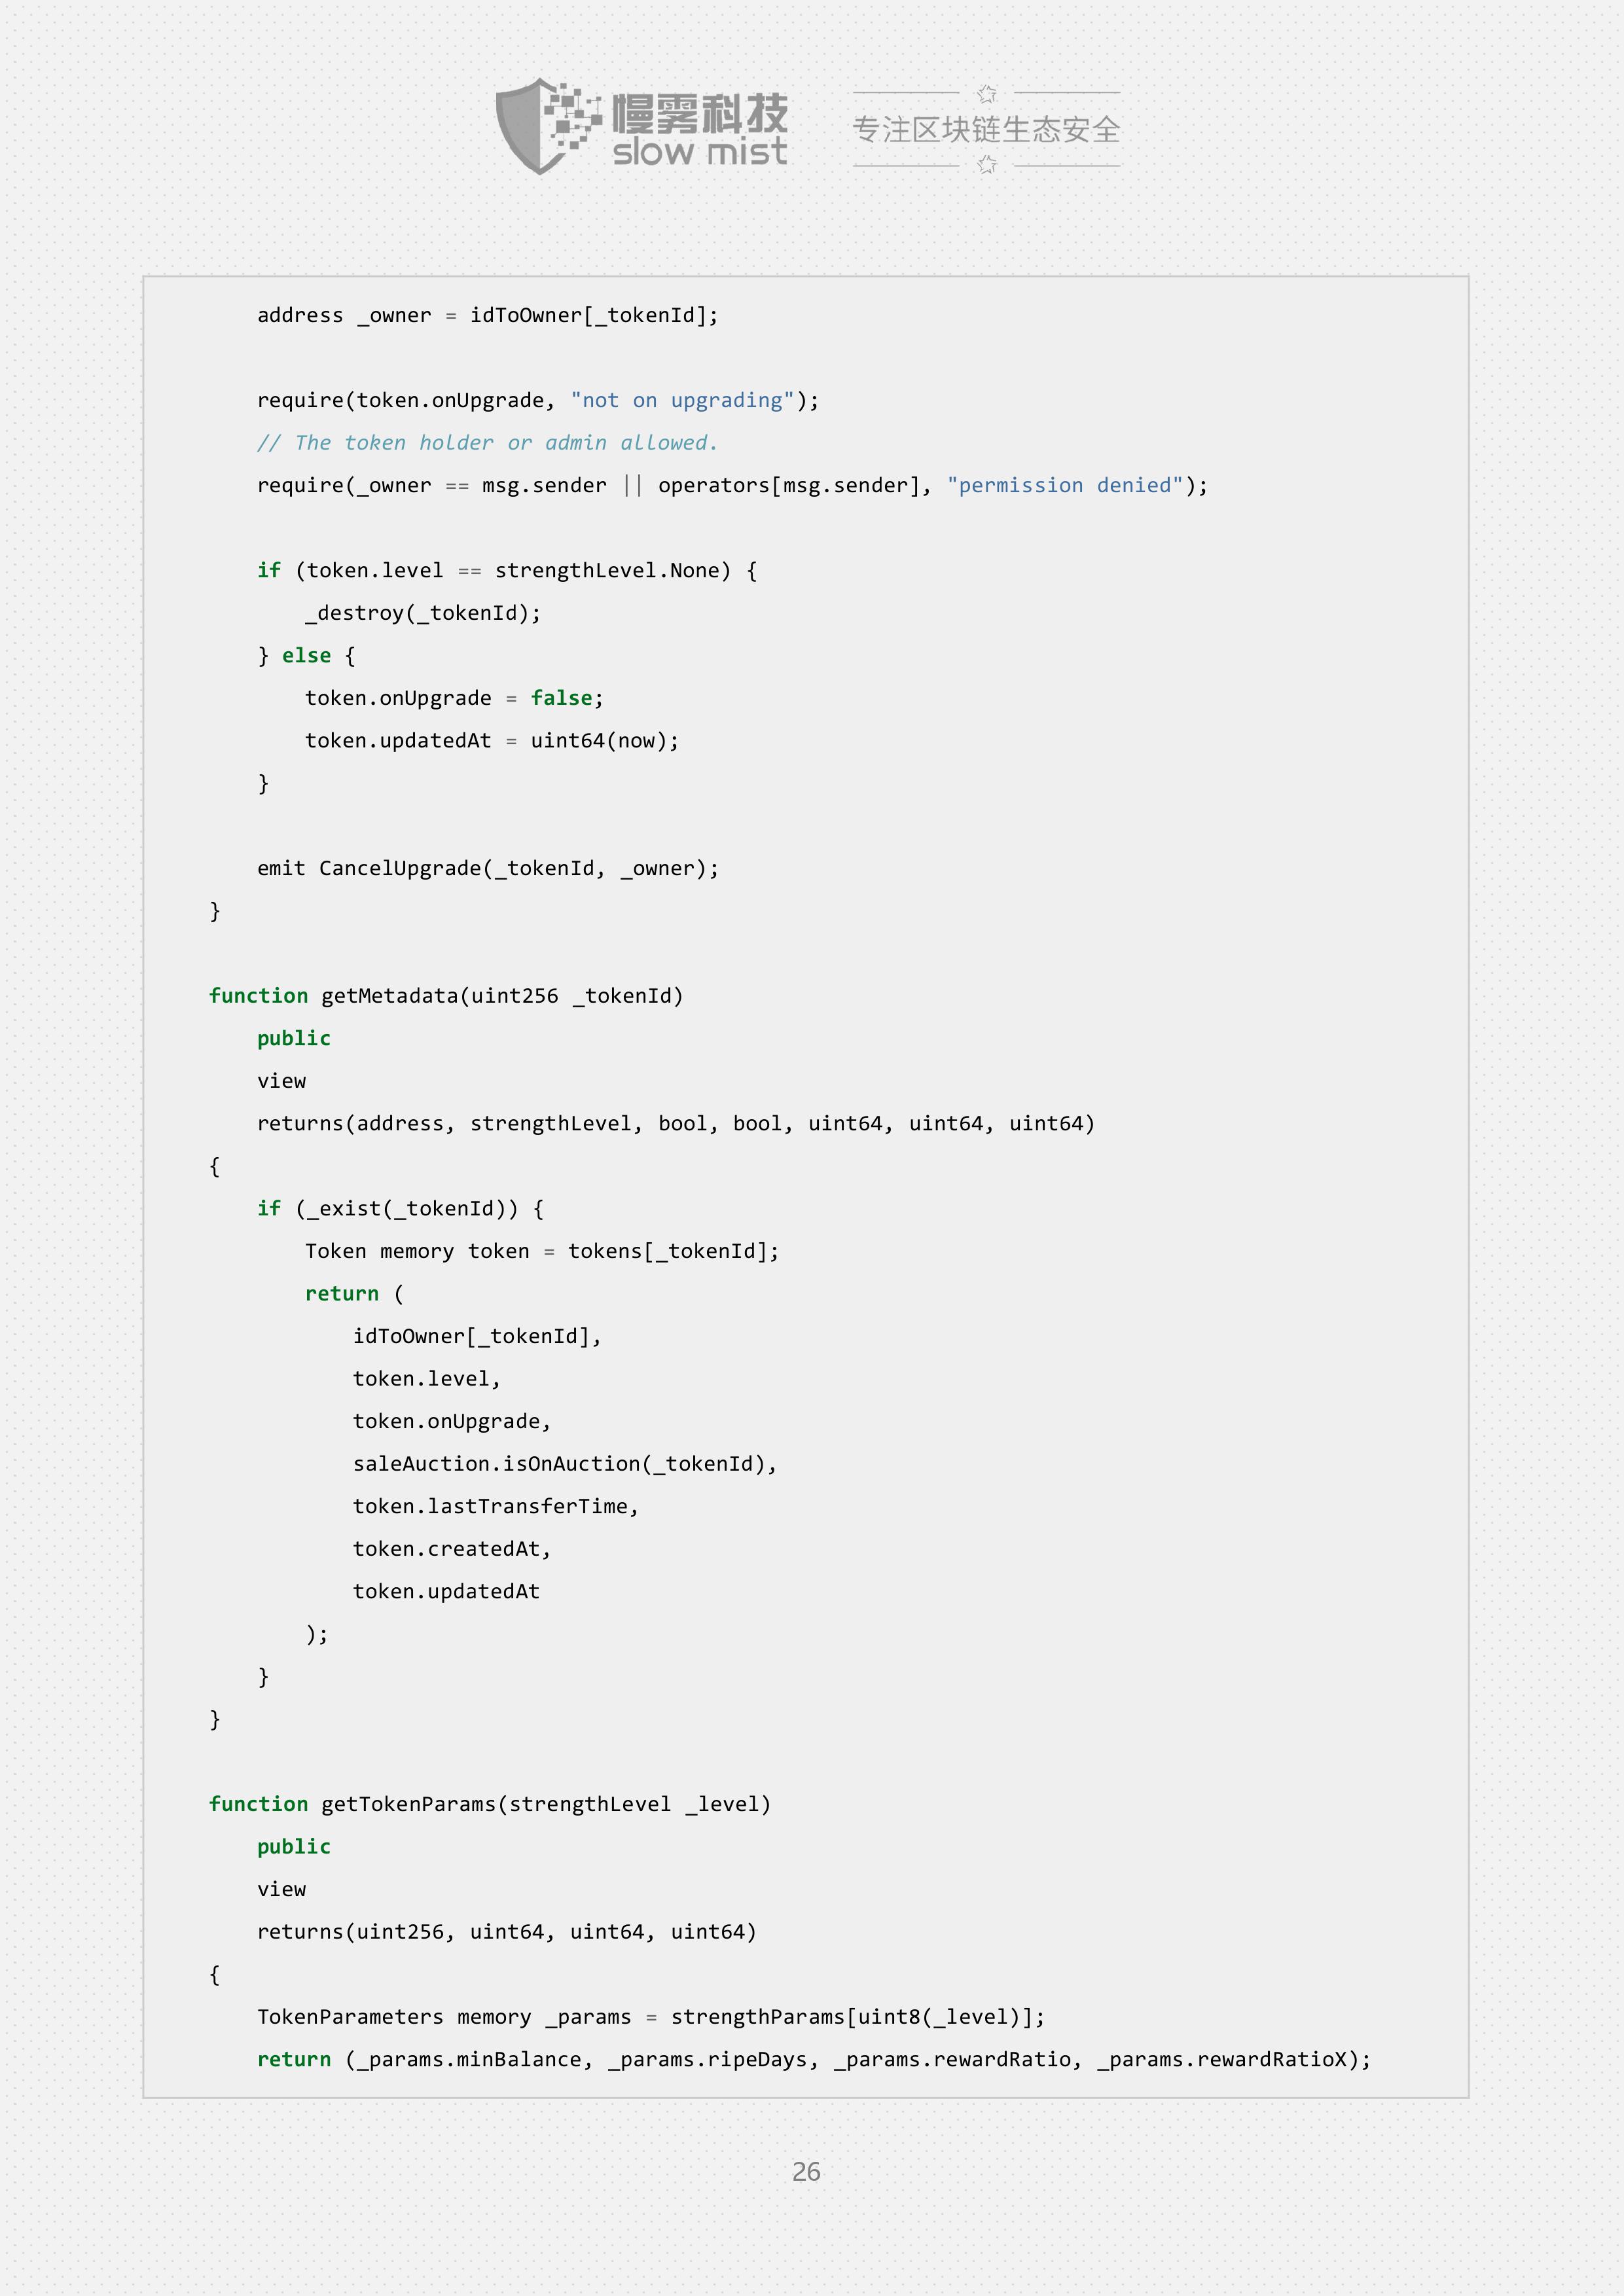 慢雾科技
slow mist
专注区块链生态安全
address _owner = idToOwner[_tokenId];
require(token.onUpgrade, "not on upgrading");
// The token holder or admin allowed.
require(_owner == msg.sender || operators[msg.sender], "permission denied");
if (token.level == strengthLevel.None) {
_destroy(_tokenId);
} else {
token.onUpgrade = false;
token.updatedAt = uint64(now);
}
emit CancelUpgrade(_tokenId, _owner);
}
function getMetadata(uint256 _tokenId)
public
view
returns(address, strengthLevel, bool, bool, uint64, uint64, uint64)
{
if (_exist(_tokenId)) {
Token memory token = tokens[_tokenId];
return (
idToOwner[_tokenId],
token.level,
token.onUpgrade,
saleAuction.isOnAuction(_tokenId),
token.lastTransferTime,
token.createdAt,
token.updatedAt
);
}
}
function getTokenParams(strengthLevel _level)
public
view
returns(uint256, uint64, uint64, uint64)
{
TokenParameters memory _params = strengthParams[uint8(_level)];
return (_params.minBalance, _params.ripeDays, _params.rewardRatio, _params.rewardRatioX);
26